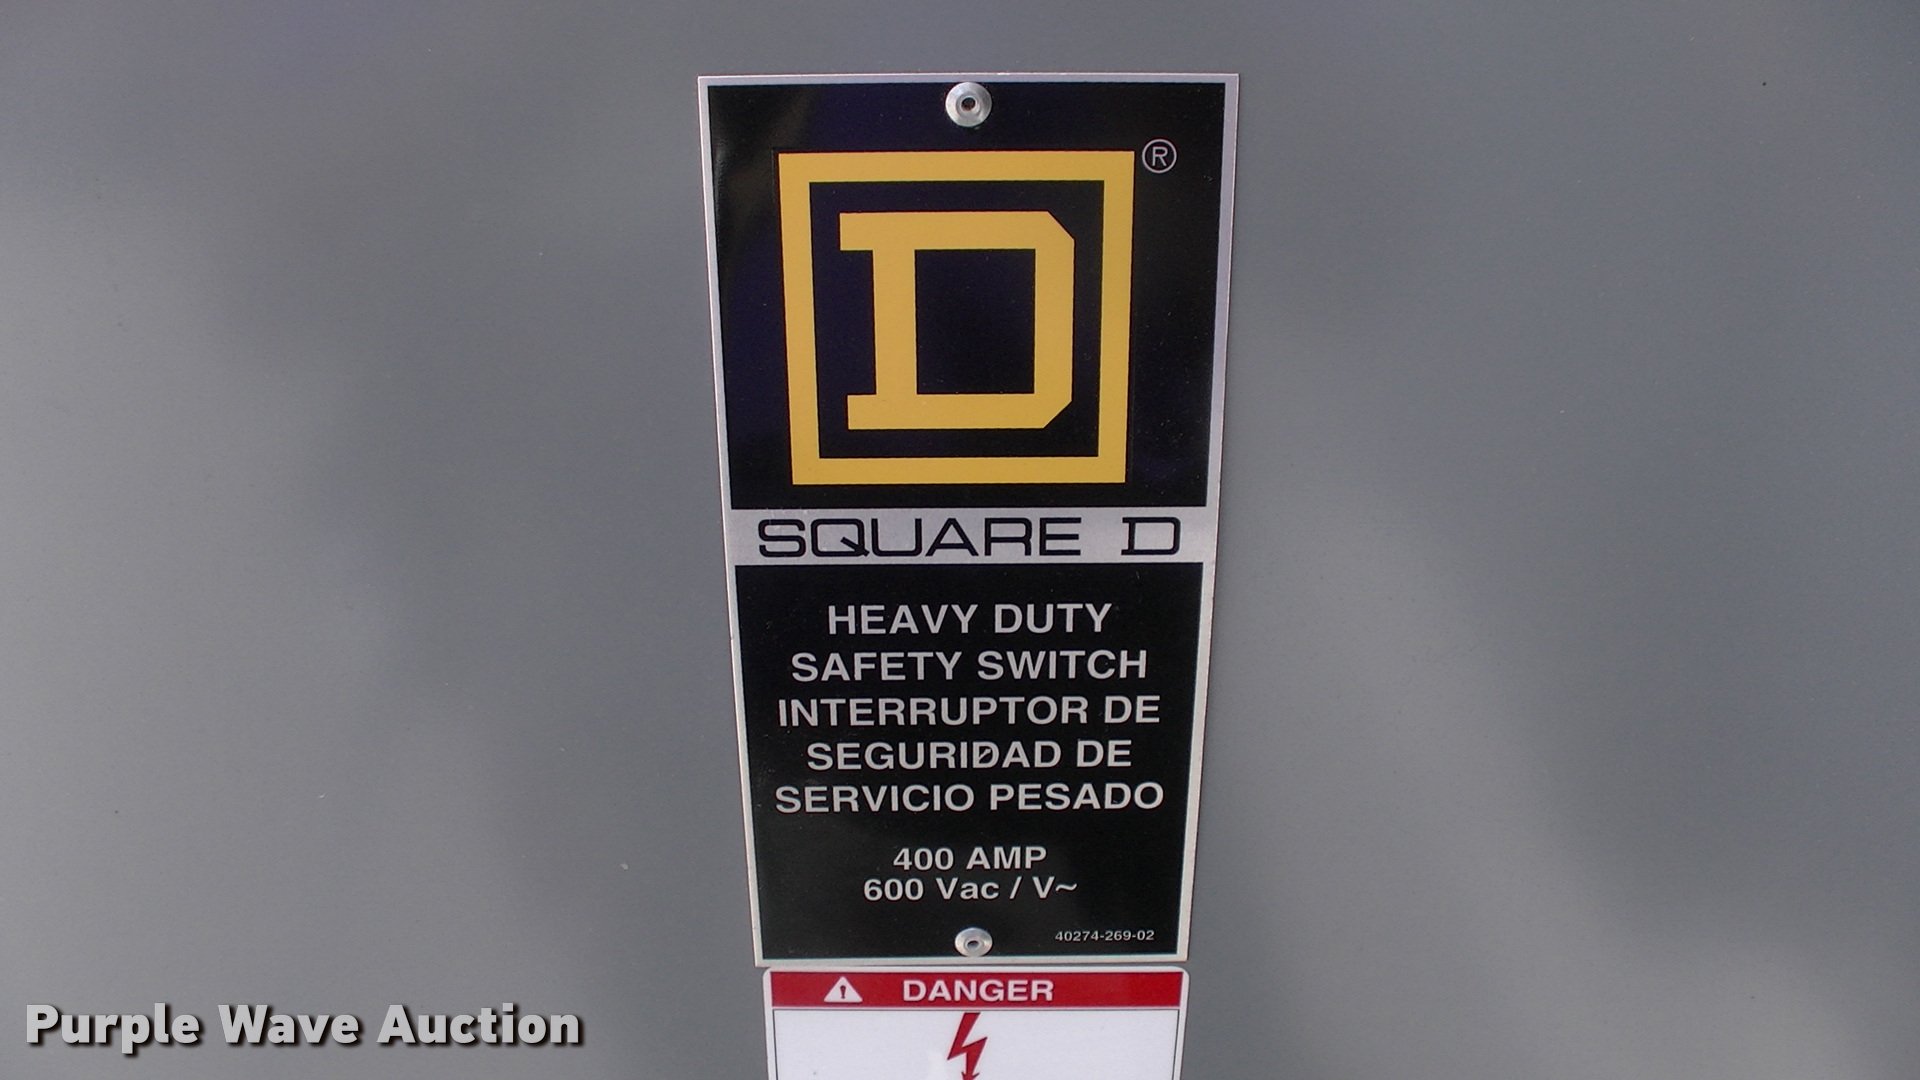 ®
D
SQUARE D
HEAVY DUTY
SAFETY SWITCH
INTERRUPTOR DE
SEGURIDAD DE
SERVICIO PESADO
400 AMP
600 Vac / V~
40274-269-02
DANGER
Purple Wave Auction